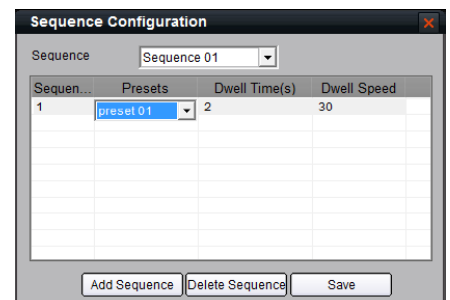 Sequence Configuration
Sequence Sequence 01
Sequen... Presets Dwell Time(s) Dwell Speed
1 preset 01 2 30
Add Sequence Delete Sequence Save